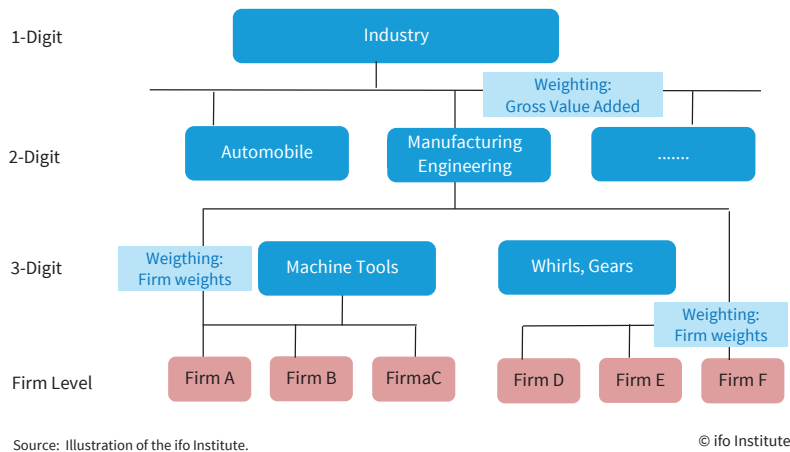 1-Digit
Industry
Weighting:
Gross Value Added
2-Digit
Automobile
Manufacturing
Engineering
.......
3-Digit
Weigthing:
Firm weights
Machine Tools
Whirls, Gears
Weighting:
Firm weights
Firm Level
Firm A
Firm B
FirmaC
Firm D
Firm E
Firm F
Source: Illustration of the ifo Institute.
© ifo Institute